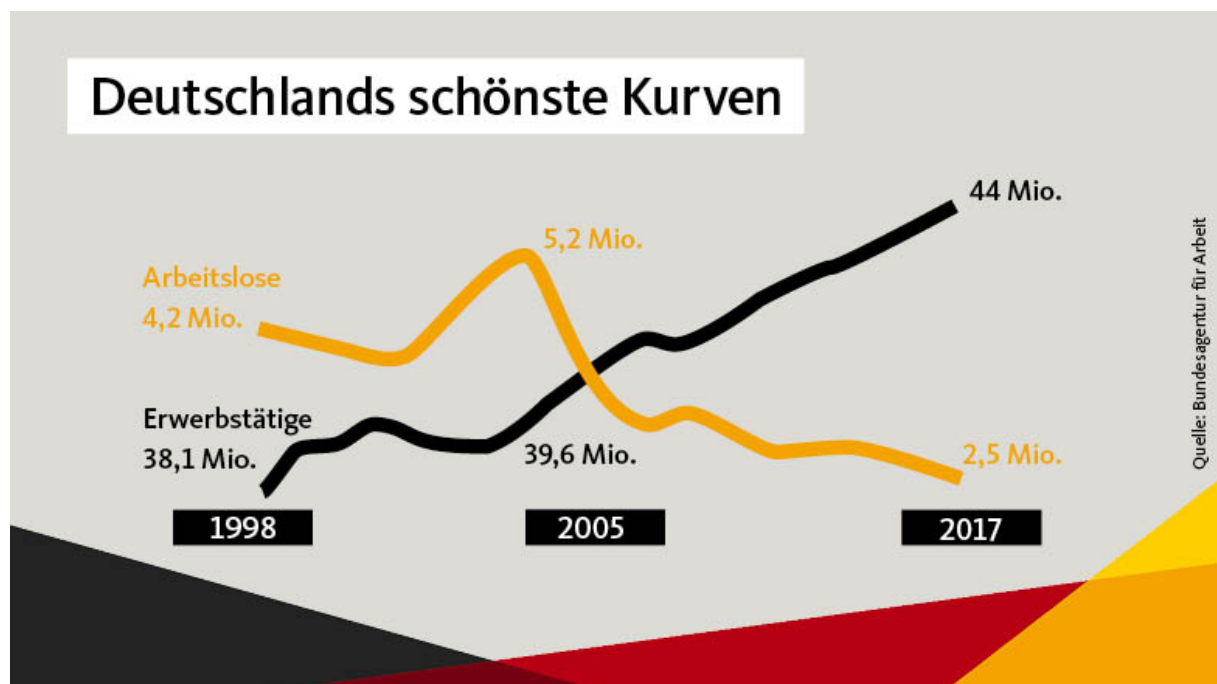 Deutschlands schönste Kurven
44 Mio.
5,2 Mio.
Arbeitslose
4,2 Mio.
Erwerbstätige
38,1 Mio.
39,6 Mio.
2,5 Mio.
1998
2005
2017
Quelle: Bundesagentur für Arbeit